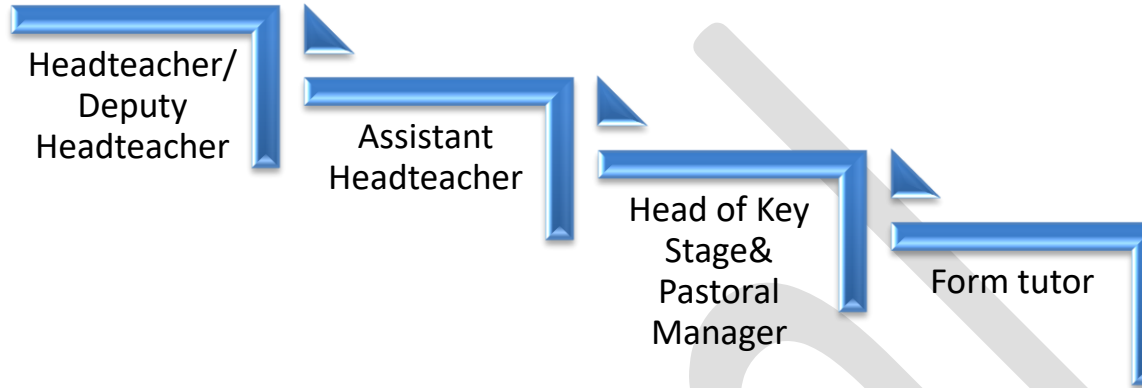 Headteacher/
Deputy
Headteacher
Assistant
Headteacher
Head of Key
Stage&
Pastoral
Manager
Form tutor